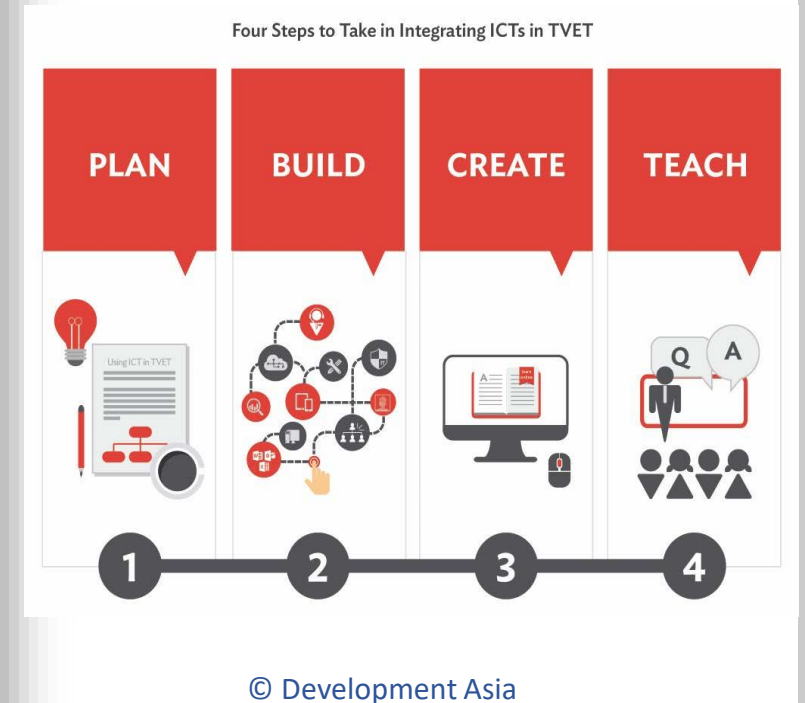 Four Steps to Take in Integrating ICTs in TVET
PLAN
BUILD
CREATE
TEACH
Using ICT in TVET
A
Q
A
1
2
3
4
© Development Asia